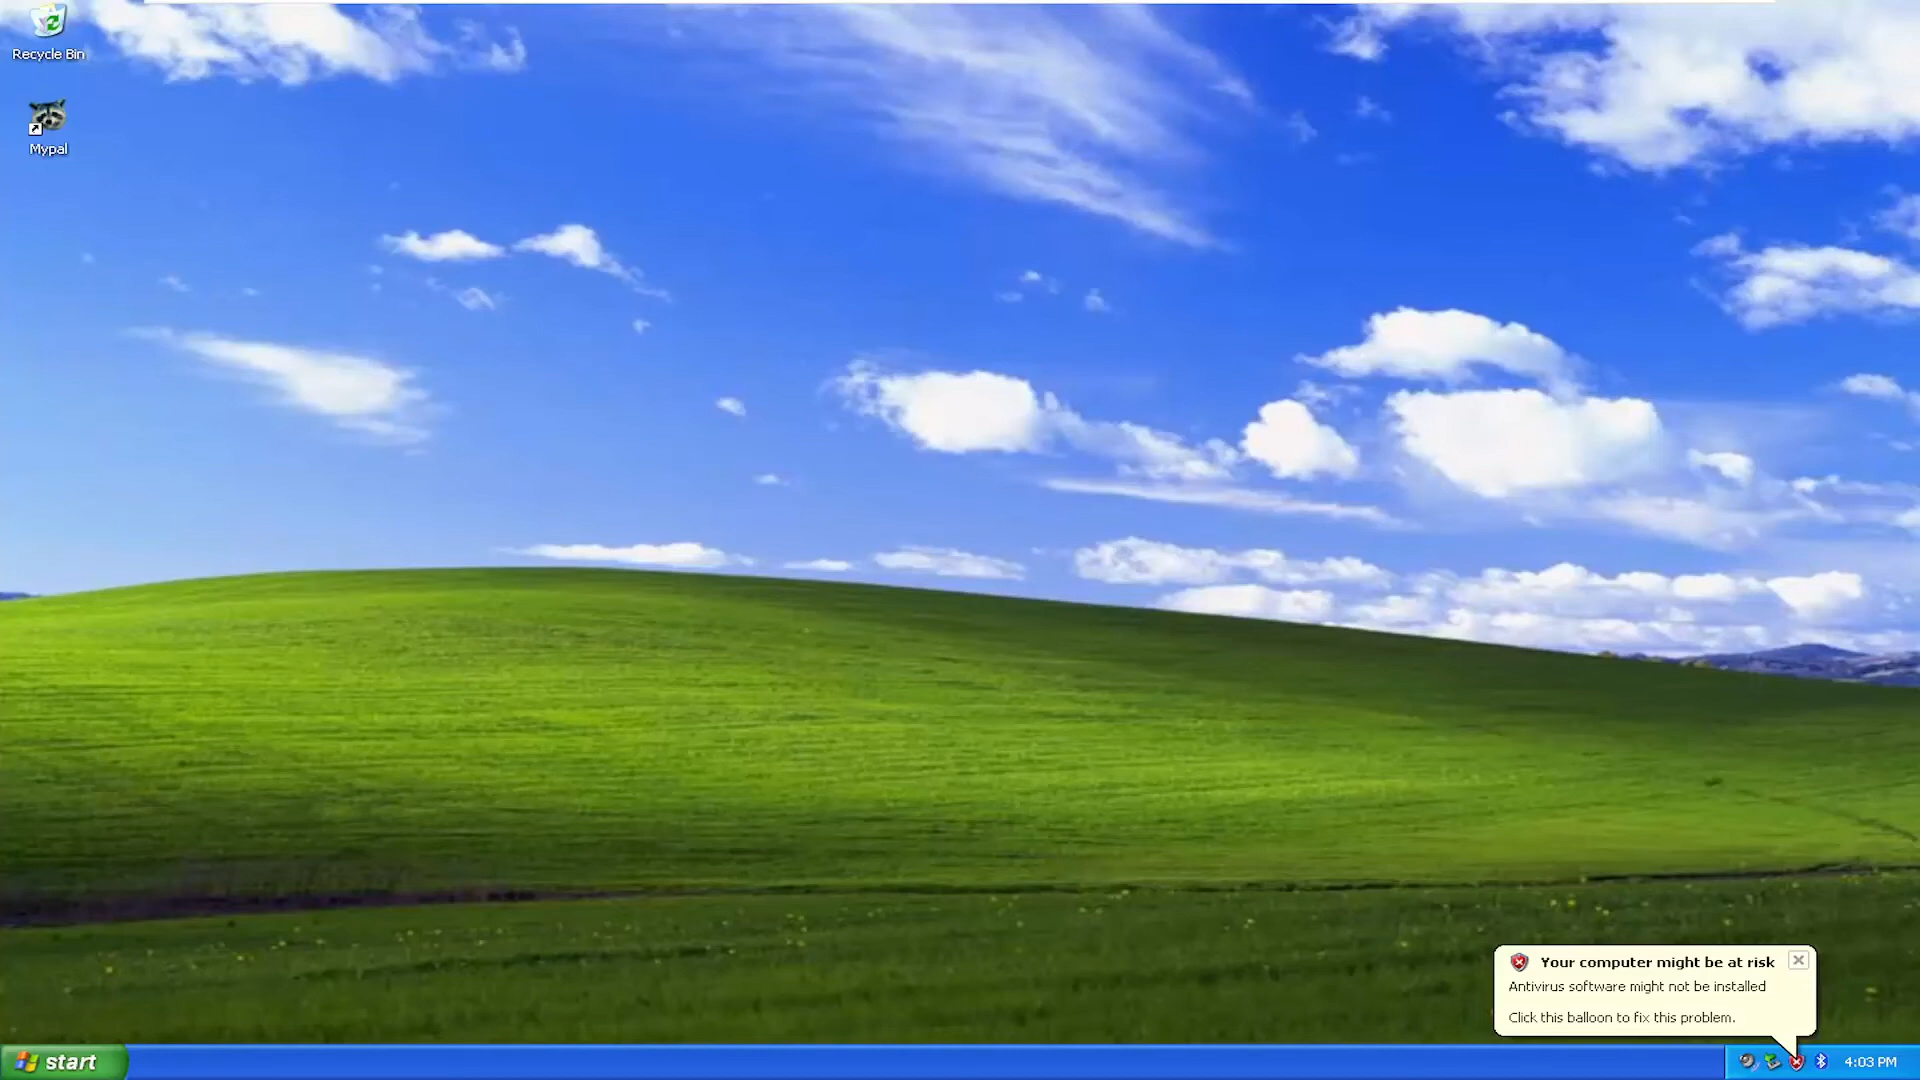 Recycle Bin
Mypal
Your computer might be at risk
Antivirus software might not be installed
Click this balloon to fix this problem.
start
4:03 PM